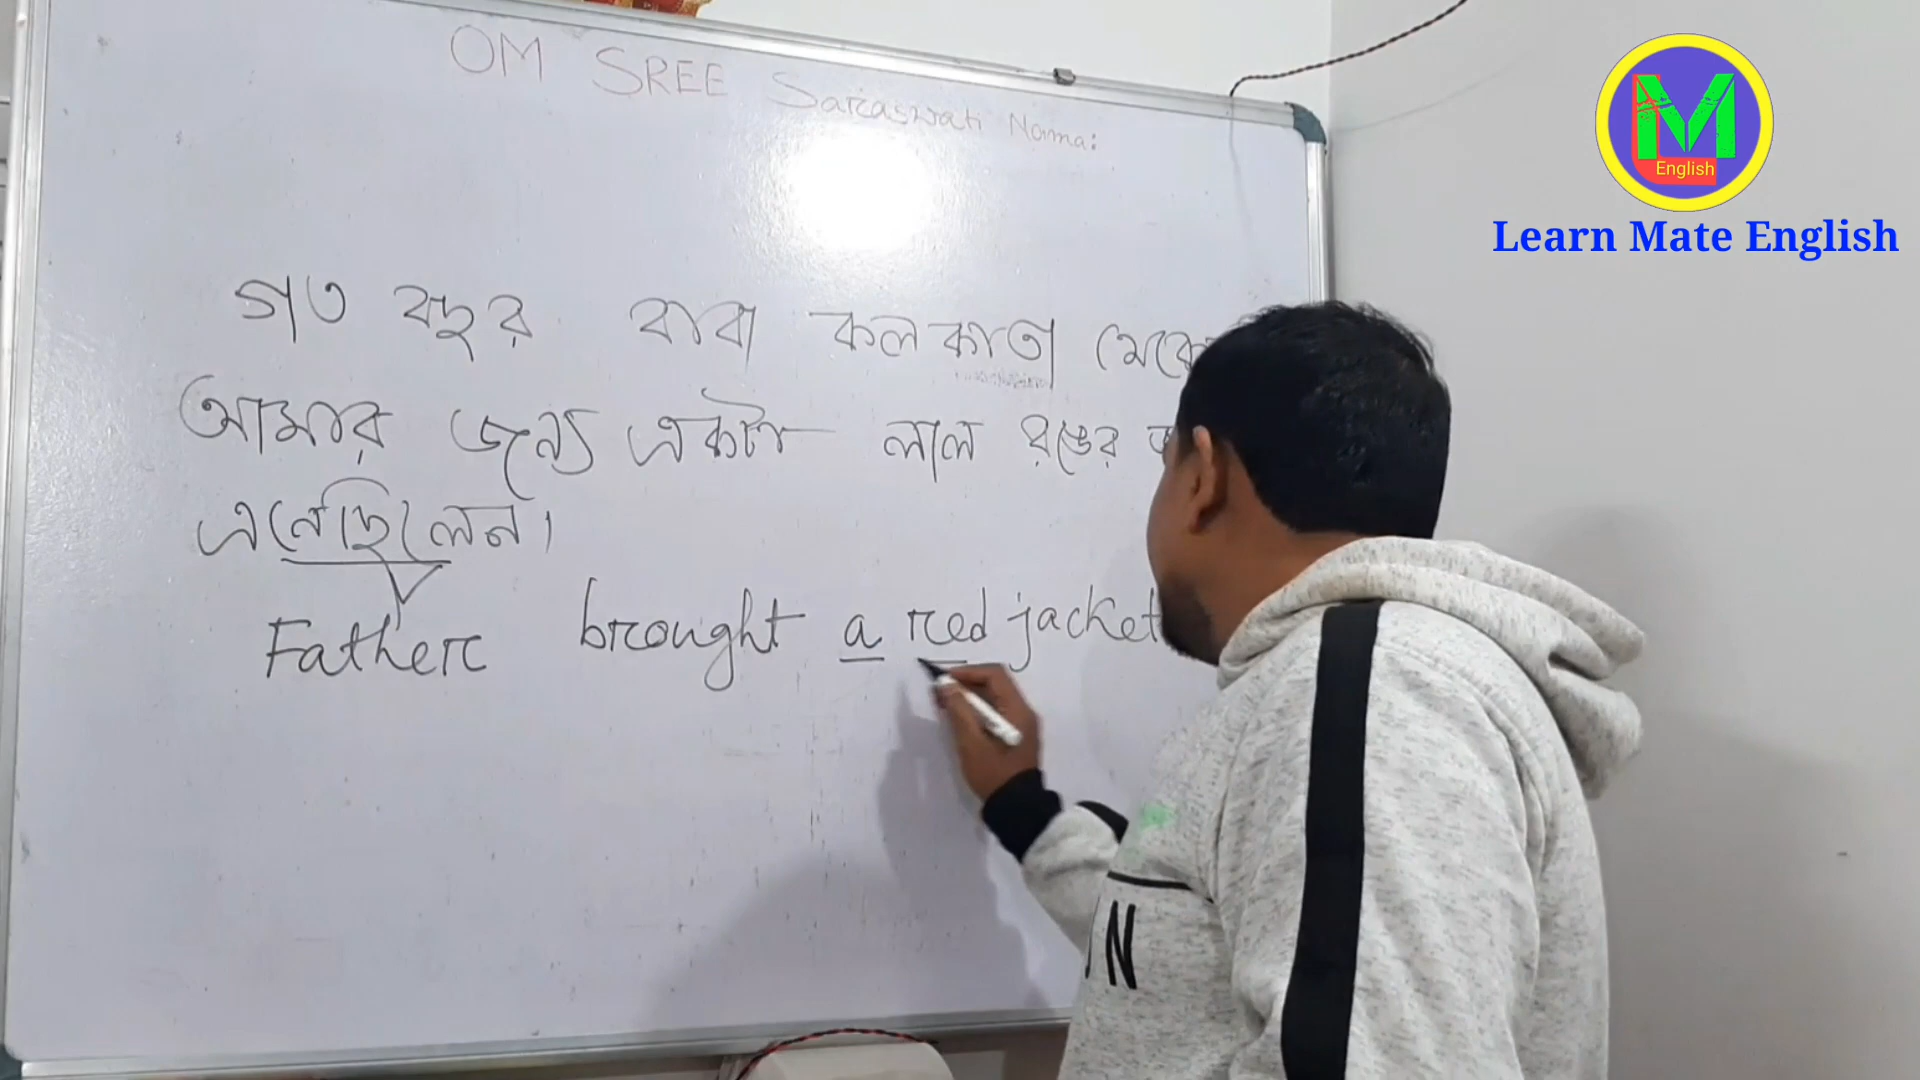 OM SREE Saraswati Nama:
English
Learn Mate English
গত বছর বাবা কলকাতা থেকে
আমার জন্য একটা লাল রঙের
এনেছিলেন।
Father brought a red jacket
N